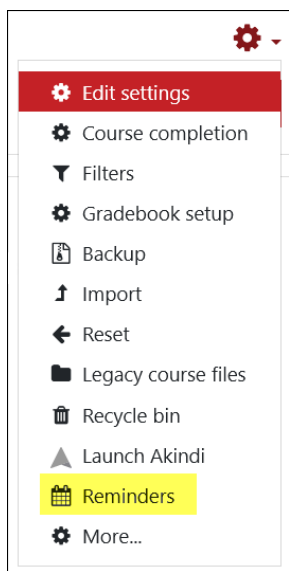 Edit settings
Course completion
Filters
Gradebook setup
Backup
Import
Reset
Legacy course files
Recycle bin
Launch Akindi
Reminders
More...